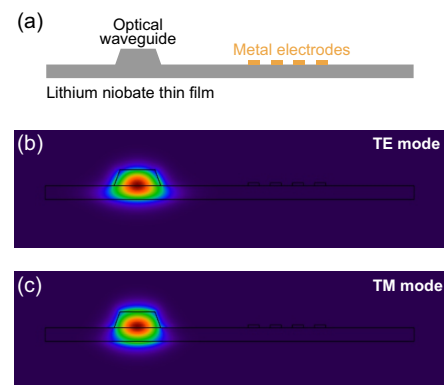 (a)
Optical
waveguide
Metal electrodes
Lithium niobate thin film
(b)
TE mode
(c)
TM mode